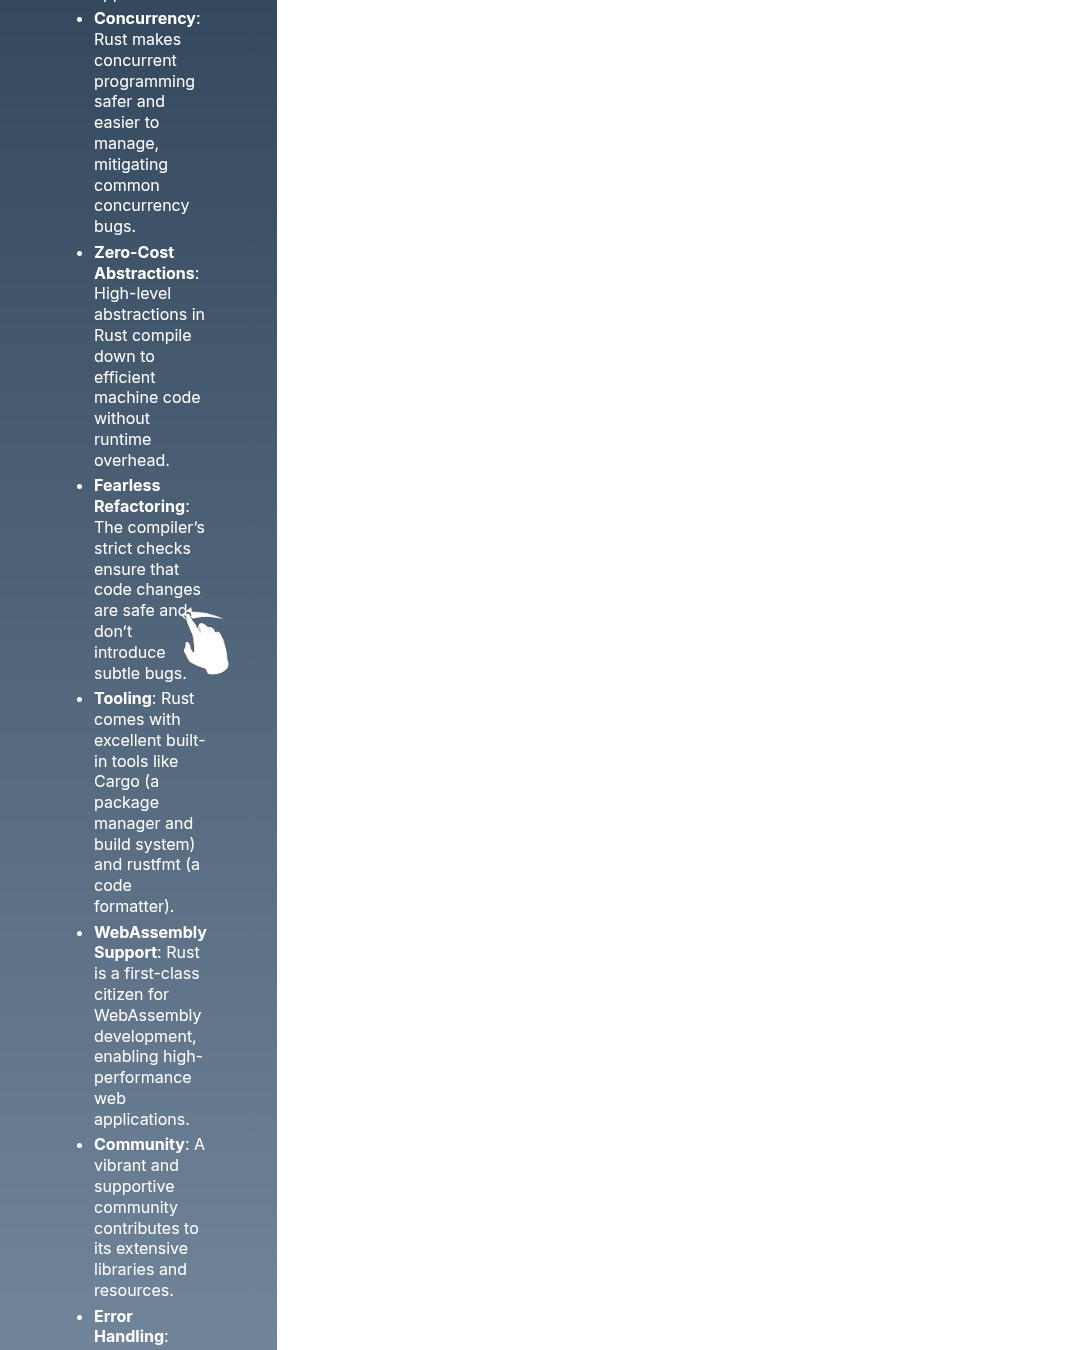 Concurrency:
Rust makes
concurrent
programming
safer and
easier to
manage,
mitigating
common
concurrency
bugs.
Zero-Cost
Abstractions:
High-level
abstractions in
Rust compile
down to
efficient
machine code
without
runtime
overhead.
Fearless
Refactoring:
The compiler’s
strict checks
ensure that
code changes
are safe and
don’t
introduce
subtle bugs.
Tooling: Rust
comes with
excellent built-
in tools like
Cargo (a
package
manager and
build system)
and rustfmt (a
code
formatter).
WebAssembly
Support: Rust
is a first-class
citizen for
WebAssembly
development,
enabling high-
performance
web
applications.
Community: A
vibrant and
supportive
community
contributes to
its extensive
libraries and
resources.
Error
Handling: